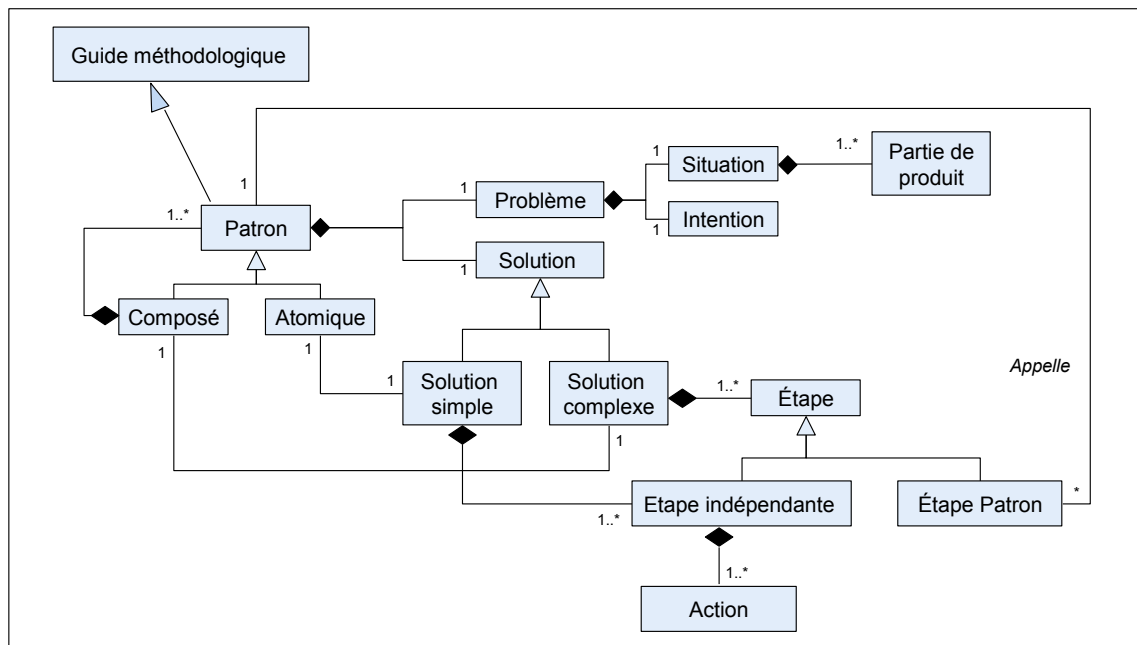 Guide méthodologique
1..*
1
Situation
Partie de
produit
1
1
Problème
1..*
Patron
1
Intention
1
Solution
Composé
Atomique
1
1
1
Solution
simple
Solution
complexe
1..*
Étape
Appelle
1
Etape indépendante
Étape Patron
*
1..*
1..*
Action